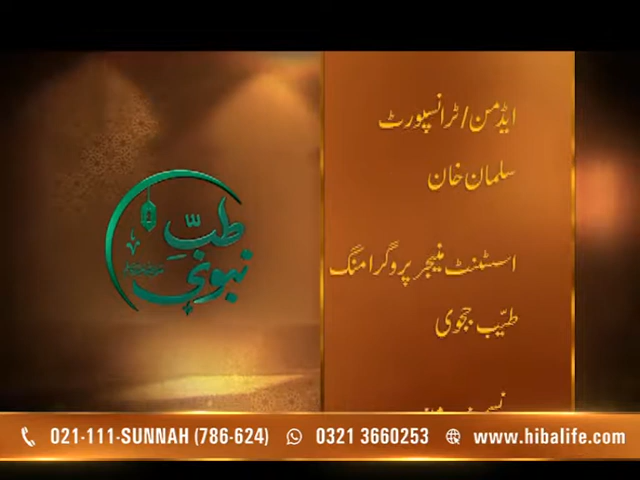 طبِّ
نبوی
ایڈمن/ٹرانسپورٹ
سلمان خان
اسسٹنٹ منیجر پروگرامنگ
طیّب ججوی
021-111-SUNNAH (786-624) 0321 3660253 www.hibalife.com